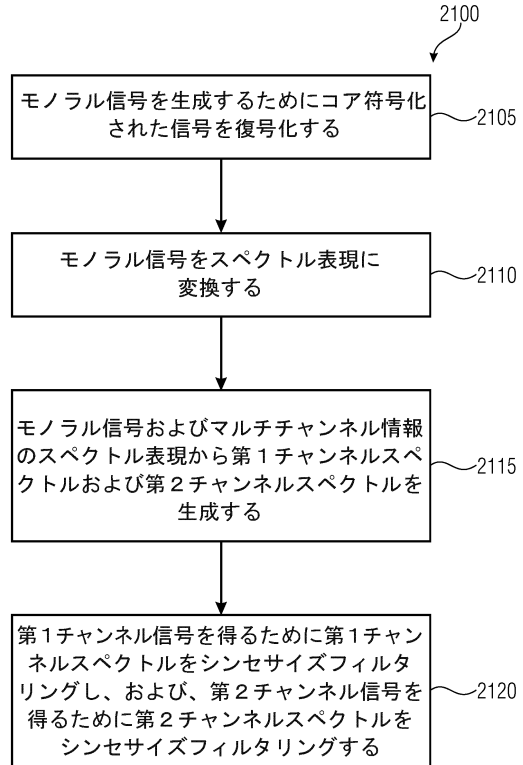 2100
モノラル信号を生成するためにコア符号化
された信号を復号化する
2105
モノラル信号をスペクトル表現に
変換する
2110
モノラル信号およびマルチチャンネル情報
のスペクトル表現から第1チャンネルスペ
クトルおよび第2チャンネルスペクトルを
生成する
2115
第1チャンネル信号を得るために第1チャン
ネルスペクトルをシンセサイズフィルタ
リングし、および、第2チャンネル信号を
得るために第2チャンネルスペクトルを
シンセサイズフィルタリングする
2120